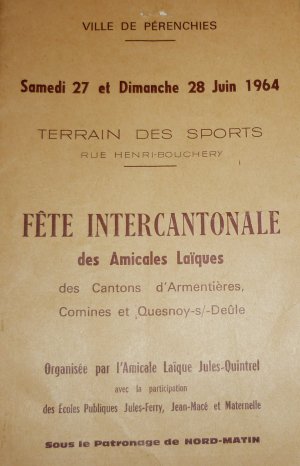 VILLE DE PÉRENCHIES
Samedi 27 et Dimanche 28 Juin 1964
TERRAIN DES SPORTS
RUE HENRI-BOUCHERY
FÊTE INTERCANTONALE
des Amicales Laïques
des Cantons d'Armentières,
Comines et Quesnoy-s/-Deûle
Organisée par l'Amicale Laïque Jules-Quintrel
avec la participation
des Ecoles Publiques Jules-Ferry, Jean-Macé et Maternelle
Sous le Patronage de NORD-MATIN